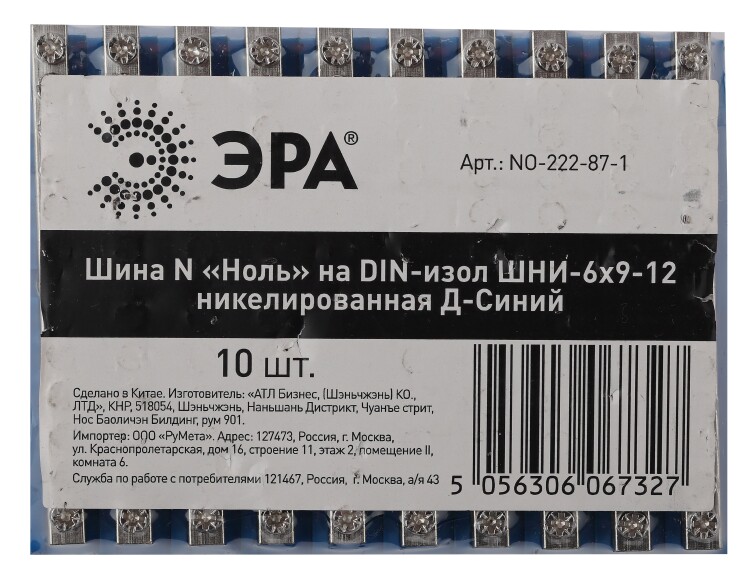 ЭРА®
Арт.: NO-222-87-1
Шина N «Ноль» на DIN-изол ШНИ-6х9-12
никелированная Д-Синий
10 шт.
Сделано в Китае. Изготовитель: «АТЛ Бизнес, (Шэньчжэнь) КО.,
ЛТД», КНР, 518054, Шэньчжэнь, Наньшань Дистрикт, Чуанъе стрит,
Нос Баоличэн Билдинг, рум 901.
Импортер: ООО «РуМета». Адрес: 127473, Россия, г. Москва,
ул. Краснопролетарская, дом 16, строение 11, этаж 2, помещение II,
комната 6.
Служба по работе с потребителями 121467, Россия, г. Москва, а/я 43
5 056306 067327